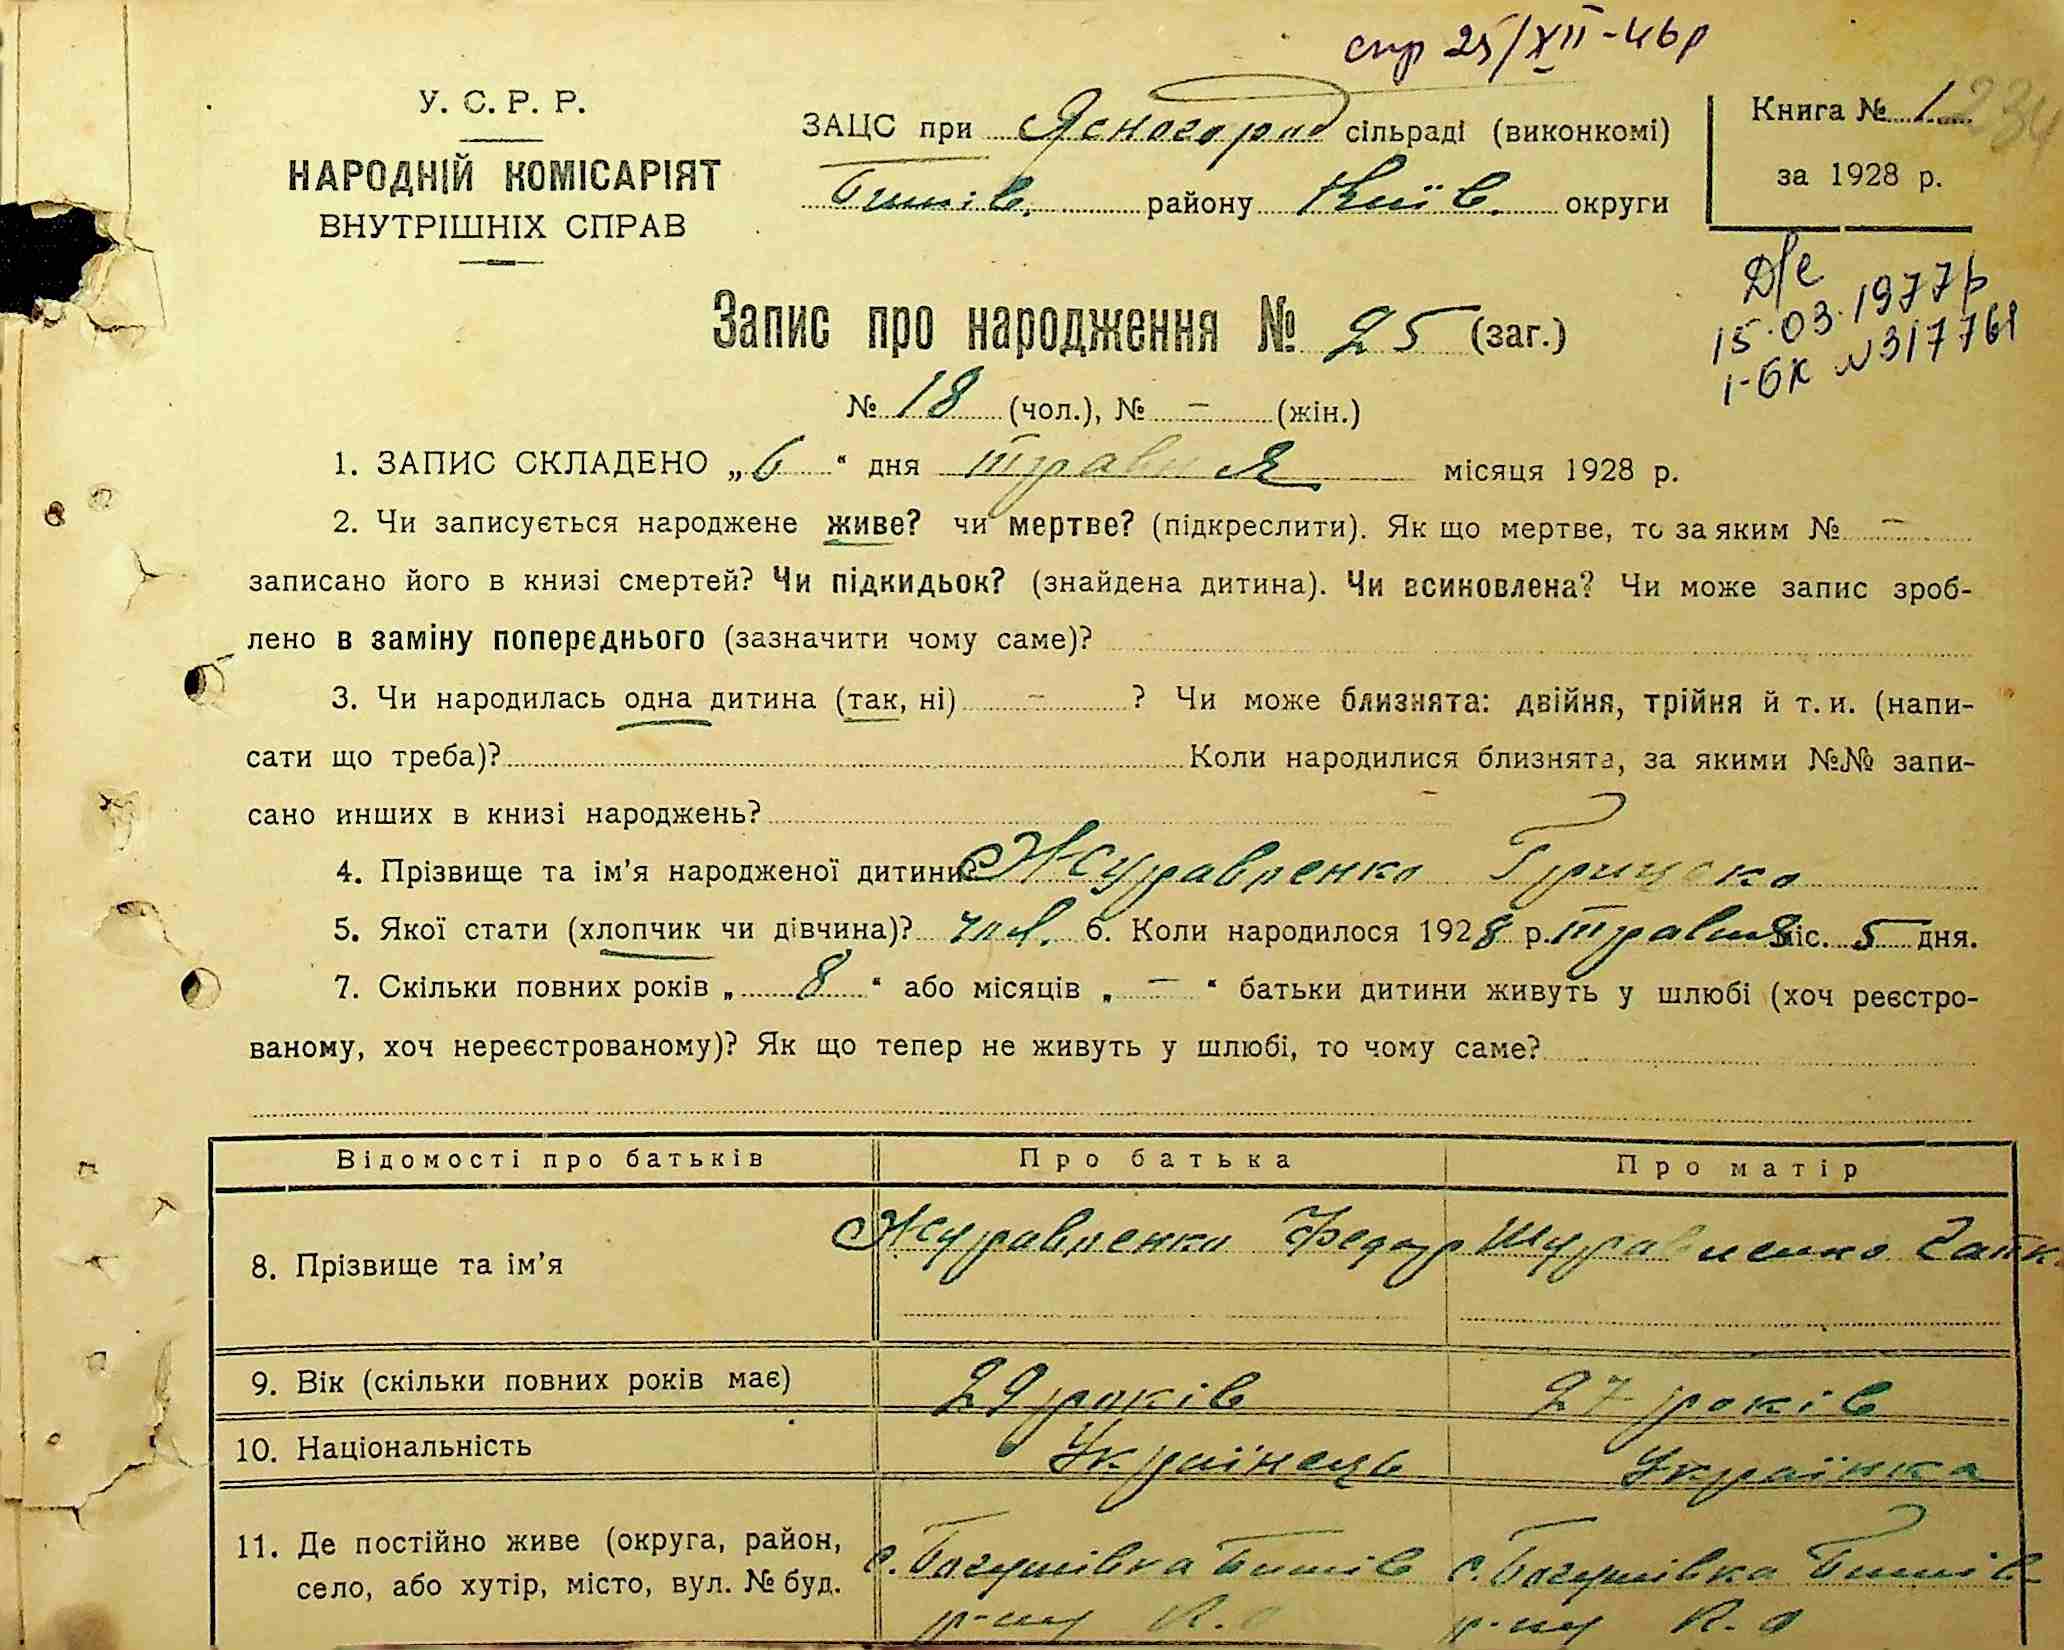 спр 25/XII-46р
У. С. Р. Р.
НАРОДНІЙ КОМІСАРІЯТ
ВНУТРІШНІХ СПРАВ
ЗАЦС при Ясногород сільраді (виконкомі)
Бишів. району Київ. округи
Книга № 1 234
за 1928 р.
15.03.1977р
І-БК №317761
Запис про народження № 25 (заг.)
№ 18 (чол.), № – (жін.)
1. ЗАПИС СКЛАДЕНО „6“ дня травня місяця 1928 р.
2. Чи записується народжене живе? чи мертве? (підкреслити). Як що мертве, то за яким № –
записано його в книзі смертей? Чи підкидьок? (знайдена дитина). Чи всиновлена? Чи може запис зроб-
лено в заміну попереднього (зазначити чому саме)?
3. Чи народилась одна дитина (так, ні) – ? Чи може близнята: двійня, трійня й т. и. (напи-
сати що треба)? Коли народилися близнята, за якими №№ запи-
сано инших в книзі народжень?
4. Прізвище та ім'я народженої дитини? Журавленко Грицько
5. Якої стати (хлопчик чи дівчина)? чол. 6. Коли народилося 1928 р. травня міс. 5 дня.
7. Скільки повних років „8“ або місяців „–“ батьки дитини живуть у шлюбі (хоч реєстро-
ваному, хоч нереєстрованому)? Як що тепер не живуть у шлюбі, то чому саме?
Відомості про батьків Про батька Про матір
8. Прізвище та ім'я Журавленко Федор Журавленко
9. Вік (скільки повних років має) 29 років 27 років
10. Національність Українець Українка
11. Де постійно живе (округа, район,
село, або хутір, місто, вул. № буд.
с. Богушівка Бишів
р-ну К. О
с. Богушівка Бишів
р-ну К. О